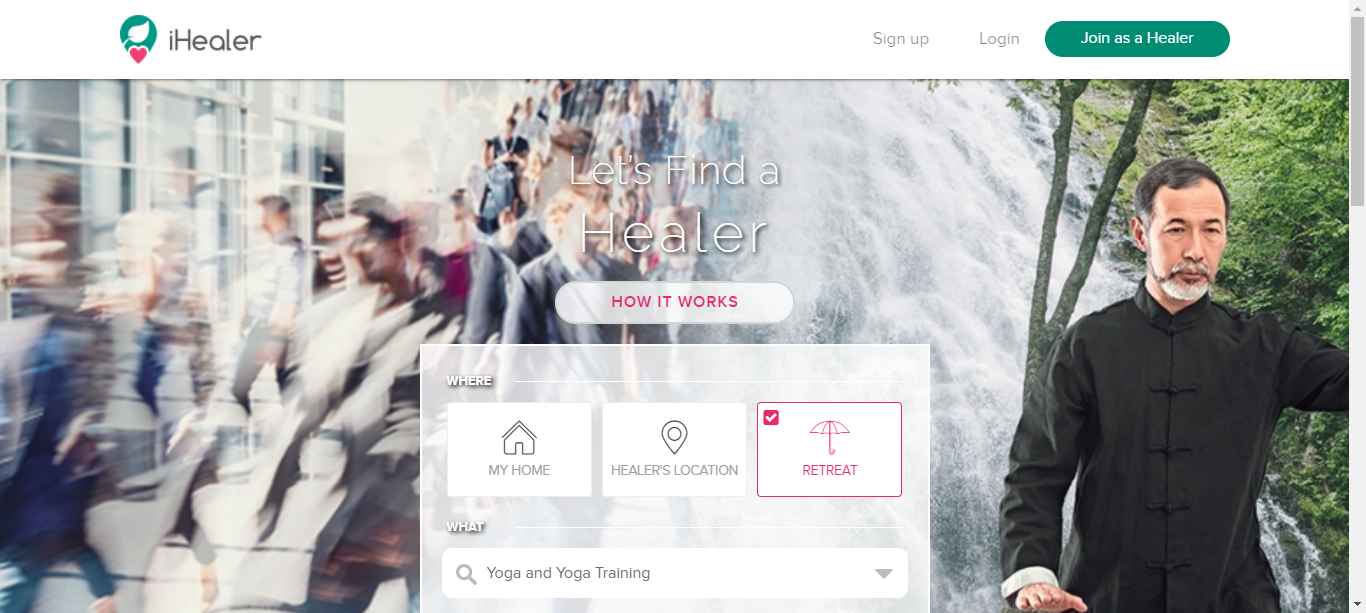 iHealer
Sign up
Login
Join as a Healer
Let's Find a
Healer
HOW IT WORKS
WHERE
MY HOME
HEALER'S LOCATION
RETREAT
WHAT
Yoga and Yoga Training